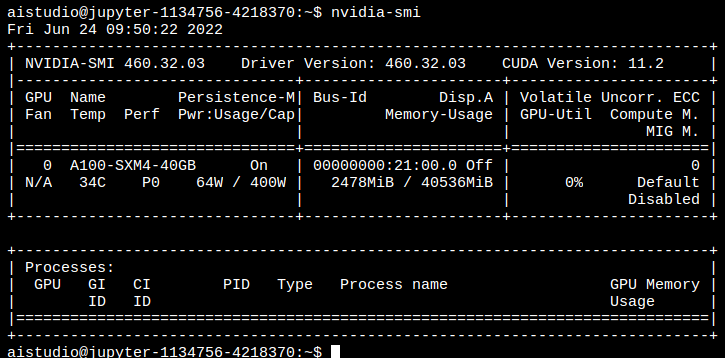 aistudio@jupyter-1134756-4218370:~$ nvidia-smi
Fri Jun 24 09:50:22 2022
+-----------------------------------------------------------------------------+
| NVIDIA-SMI 460.32.03    Driver Version: 460.32.03    CUDA Version: 11.2     |
|-------------------------------+----------------------+----------------------+
| GPU  Name        Persistence-M| Bus-Id        Disp.A | Volatile Uncorr. ECC |
| Fan  Temp  Perf  Pwr:Usage/Cap|         Memory-Usage | GPU-Util  Compute M. |
|                               |                      |               MIG M. |
|===============================+======================+======================|
|   0  A100-SXM4-40GB      On   | 00000000:21:00.0 Off |                    0 |
| N/A   34C    P0    64W / 400W |   2478MiB / 40536MiB |      0%      Default |
|                               |                      |             Disabled |
+-------------------------------+----------------------+----------------------+

+-----------------------------------------------------------------------------+
| Processes:                                                                  |
|  GPU   GI   CI        PID   Type   Process name                  GPU Memory |
|        ID   ID                                                   Usage      |
|=============================================================================|
+-----------------------------------------------------------------------------+
aistudio@jupyter-1134756-4218370:~$